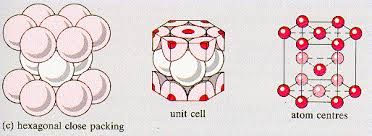 unit cell
atom centres
(c) hexagonal close packing